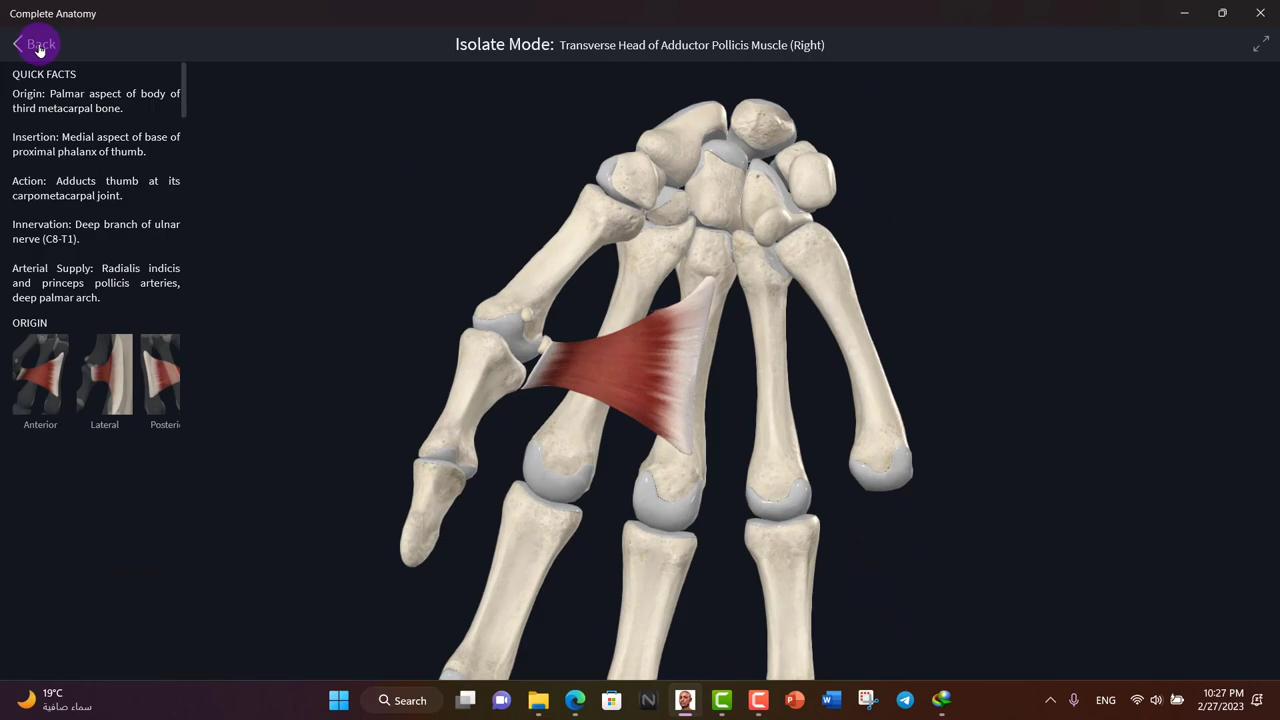 Complete Anatomy
Back
Isolate Mode: Transverse Head of Adductor Pollicis Muscle (Right)
QUICK FACTS
Origin: Palmar aspect of body of
third metacarpal bone.
Insertion: Medial aspect of base of
proximal phalanx of thumb.
Action: Adducts thumb at its
carpometacarpal joint.
Innervation: Deep branch of ulnar
nerve (C8-T1).
Arterial Supply: Radialis indicis
and princeps pollicis arteries,
deep palmar arch.
ORIGIN
Anterior
Lateral
Posteri
19°C
سماء صافية
Search
ENG
10:27 PM
2/27/2023